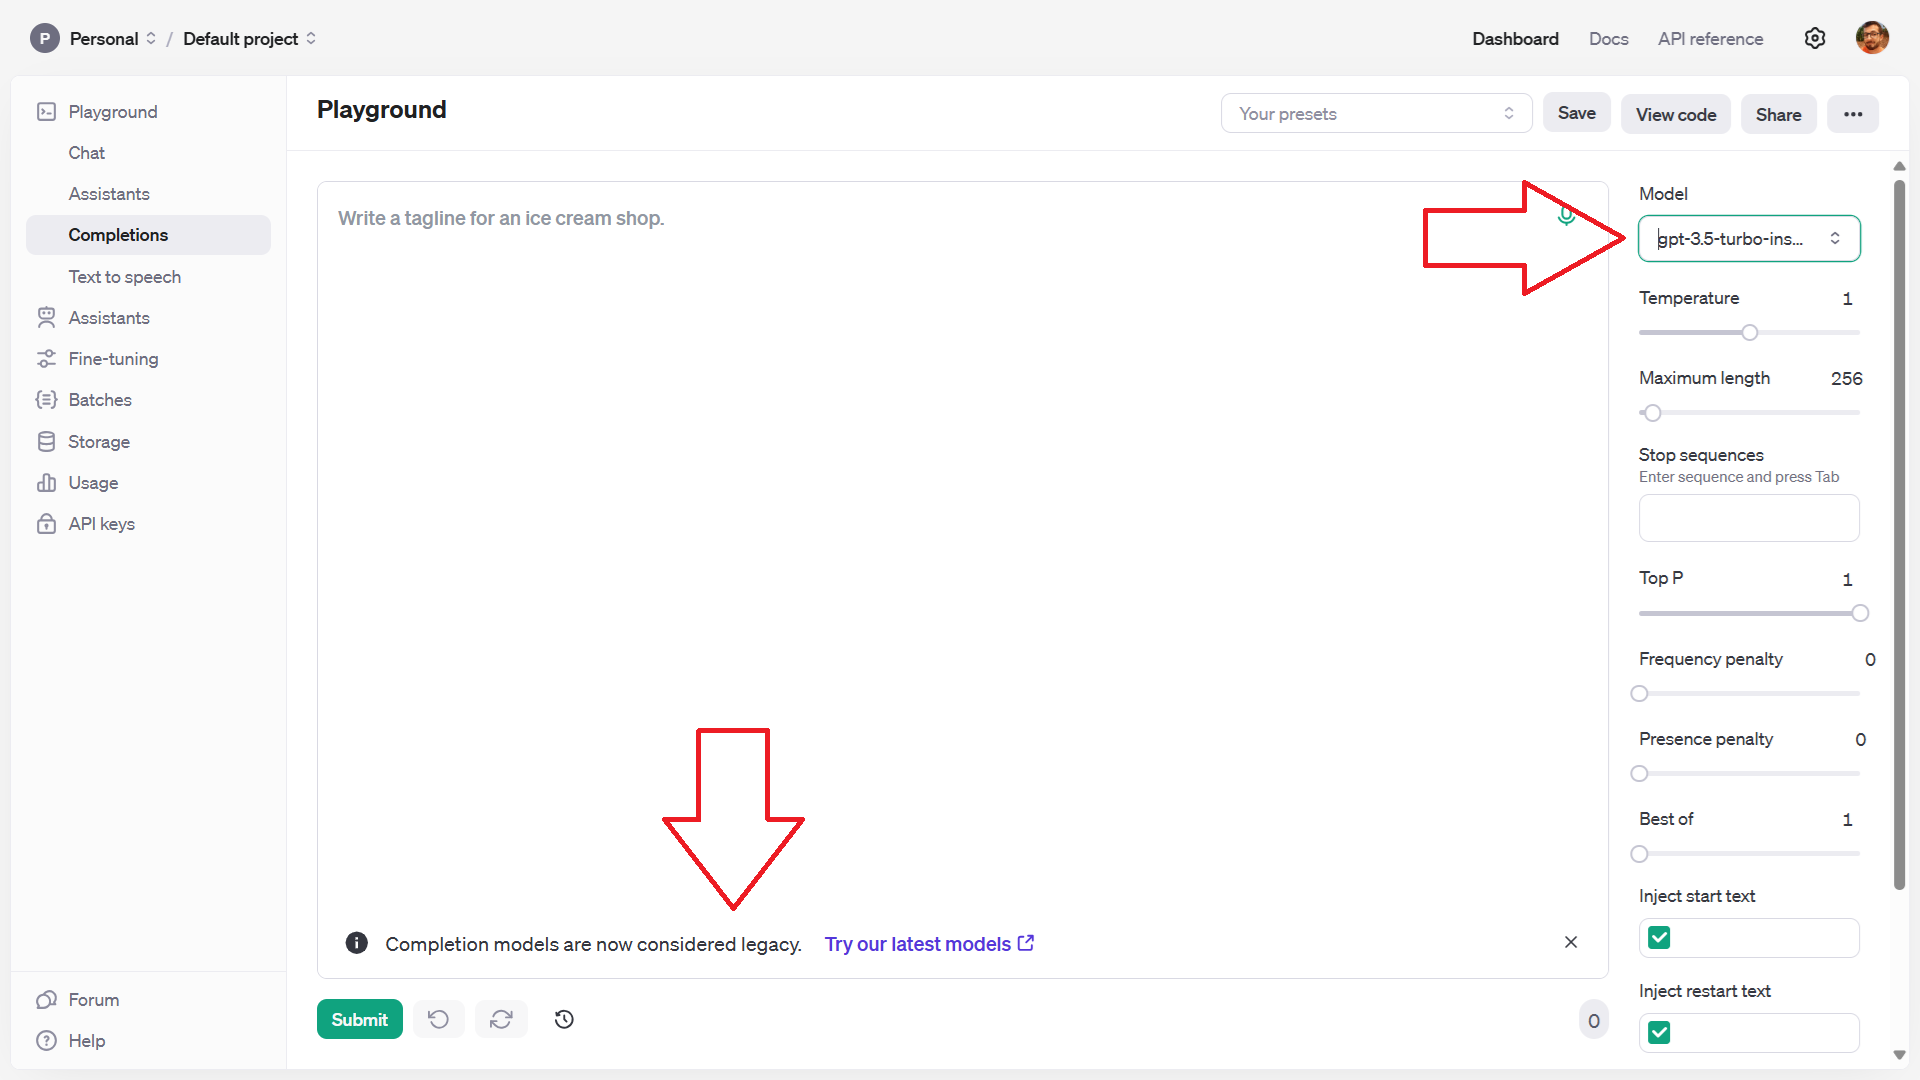 P Personal / Default project
Dashboard Docs API reference
Playground
Chat
Assistants
Completions
Text to speech
Assistants
Fine-tuning
Batches
Storage
Usage
API keys
Forum
Help
Playground
Your presets
Save
View code
Share
Write a tagline for an ice cream shop.
Completion models are now considered legacy. Try our latest models
Submit
0
Model
gpt-3.5-turbo-ins...
Temperature 1
Maximum length 256
Stop sequences
Enter sequence and press Tab
Top P 1
Frequency penalty 0
Presence penalty 0
Best of 1
Inject start text
Inject restart text